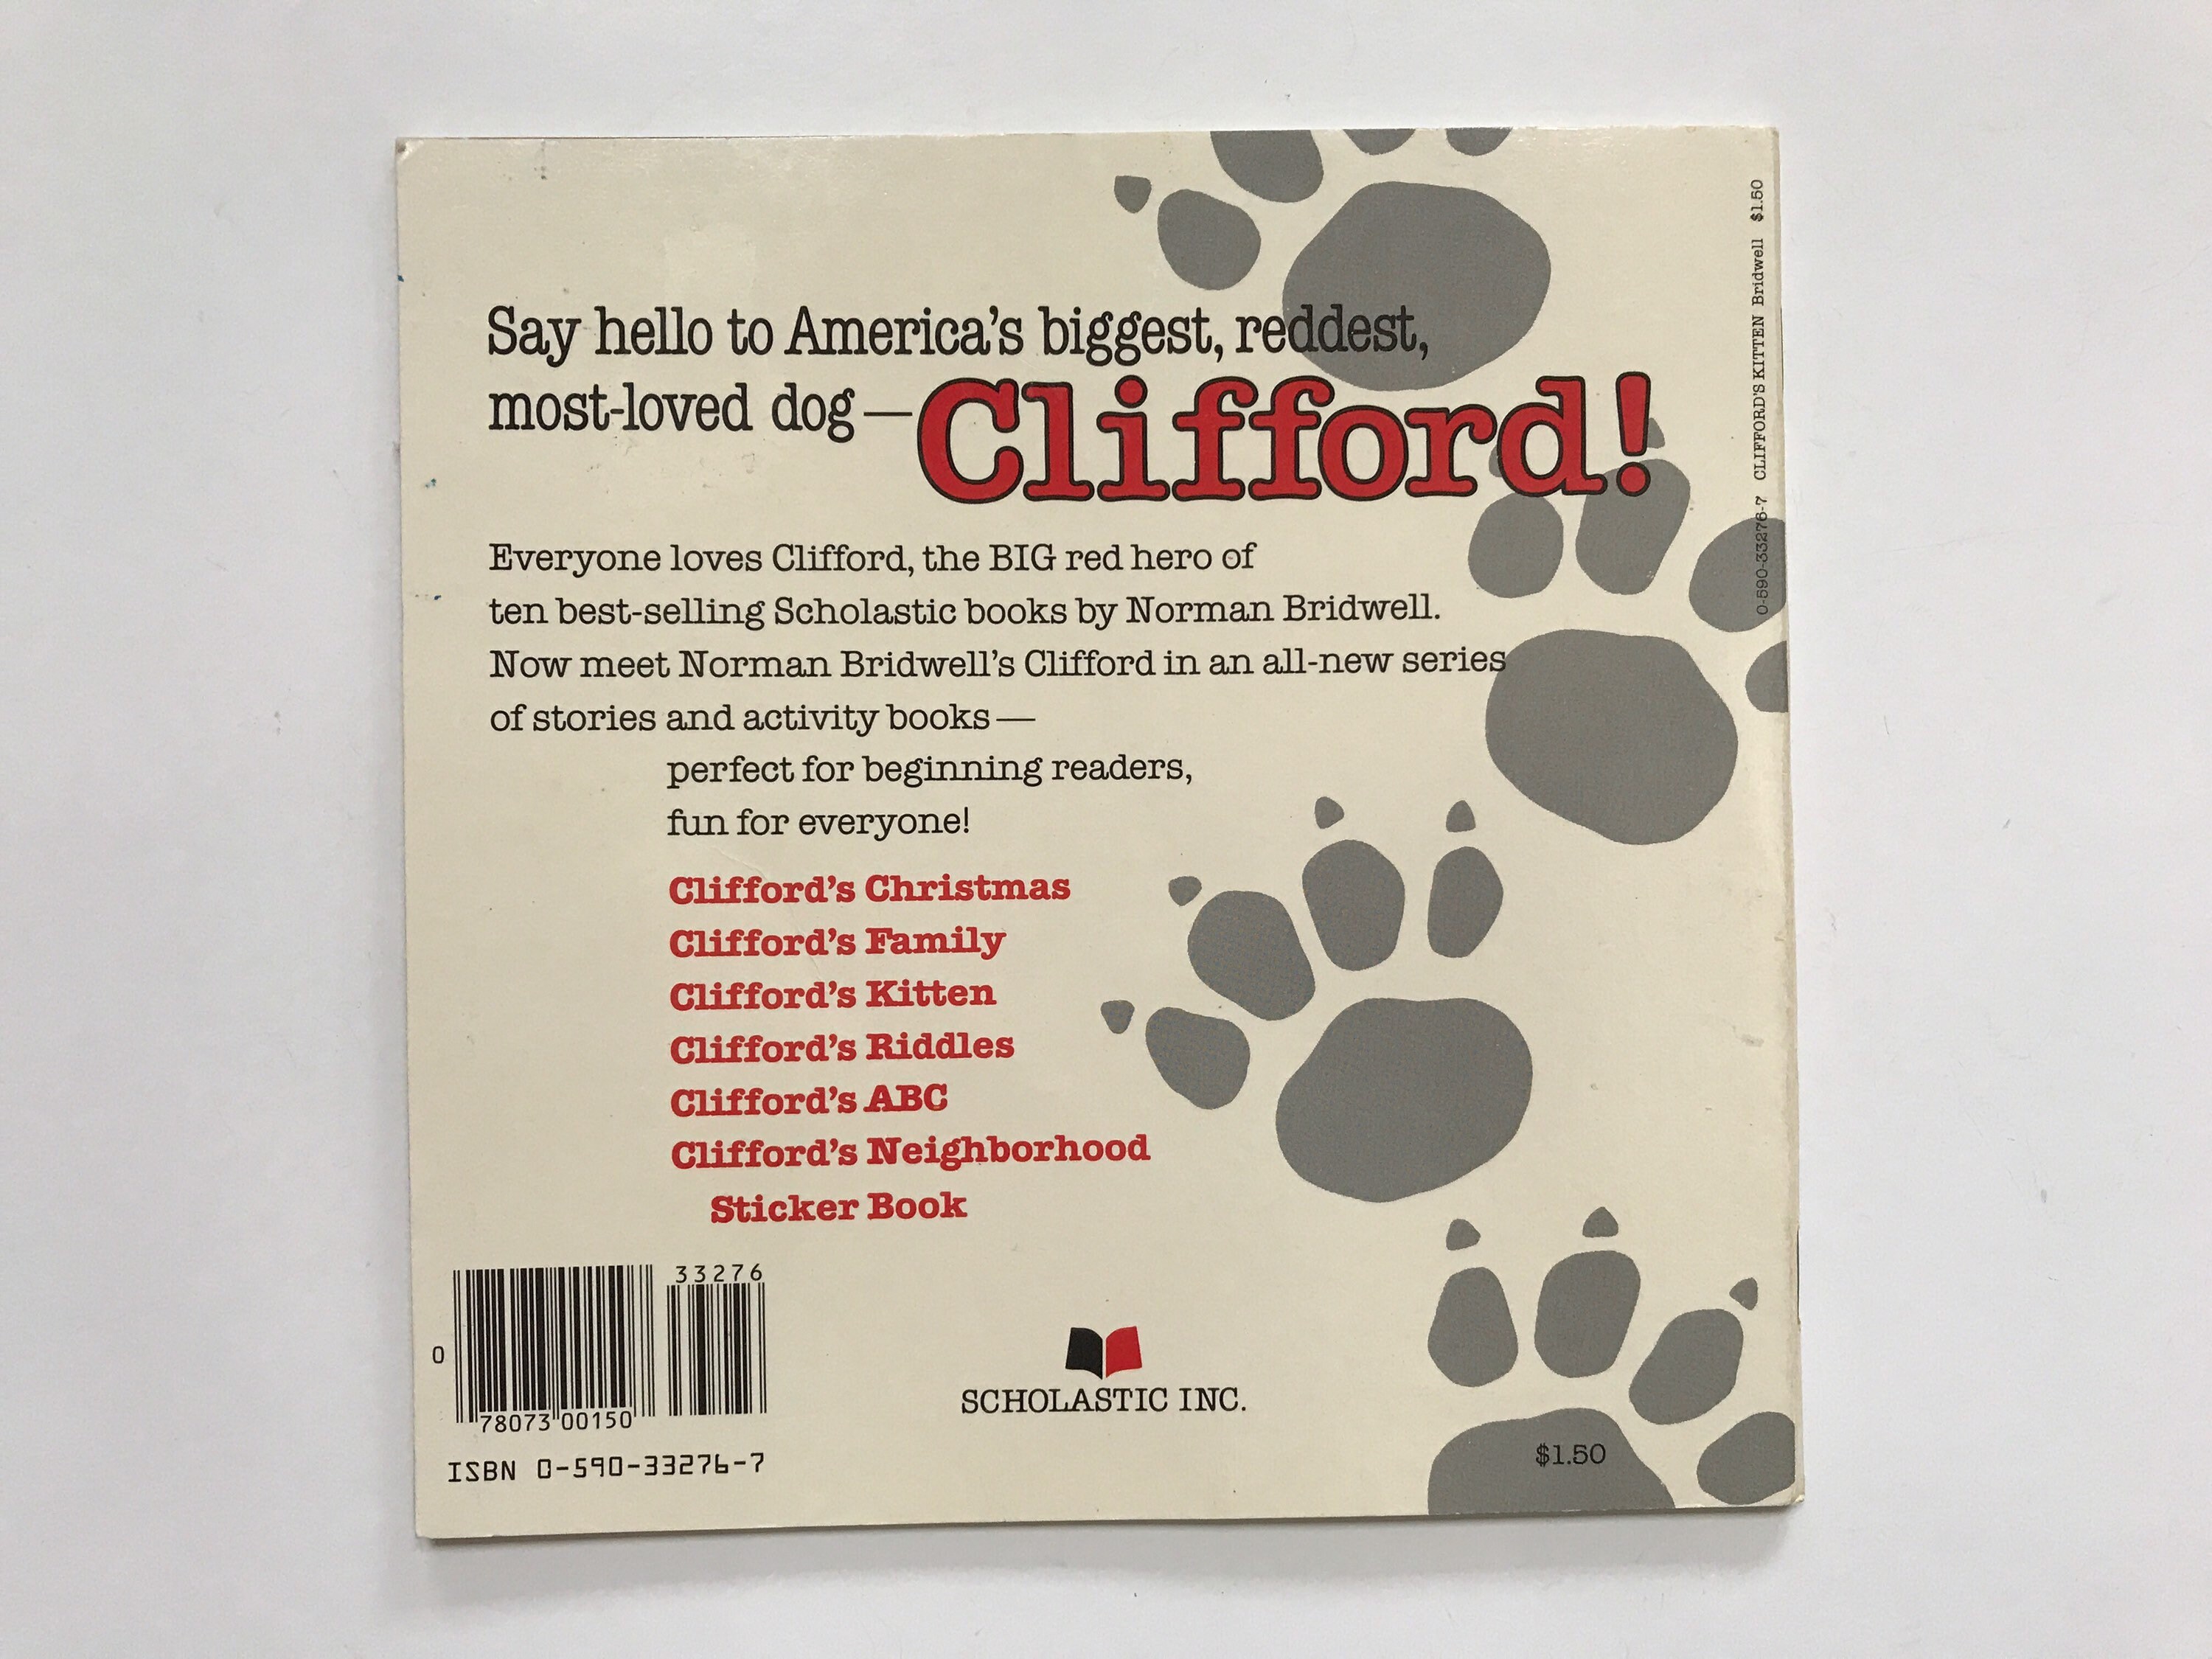 Say hello to America's biggest, reddest,
most-loved dog — Clifford!
Everyone loves Clifford, the BIG red hero of
ten best-selling Scholastic books by Norman Bridwell.
Now meet Norman Bridwell's Clifford in an all-new series
of stories and activity books —
perfect for beginning readers,
fun for everyone!
Clifford's Christmas
Clifford's Family
Clifford's Kitten
Clifford's Riddles
Clifford's ABC
Clifford's Neighborhood
Sticker Book
33276
0
78073 00150
ISBN 0-590-33276-7
SCHOLASTIC INC.
$1.50
0-590-33276-7 CLIFFORD'S KITTEN Bridwell $1.50